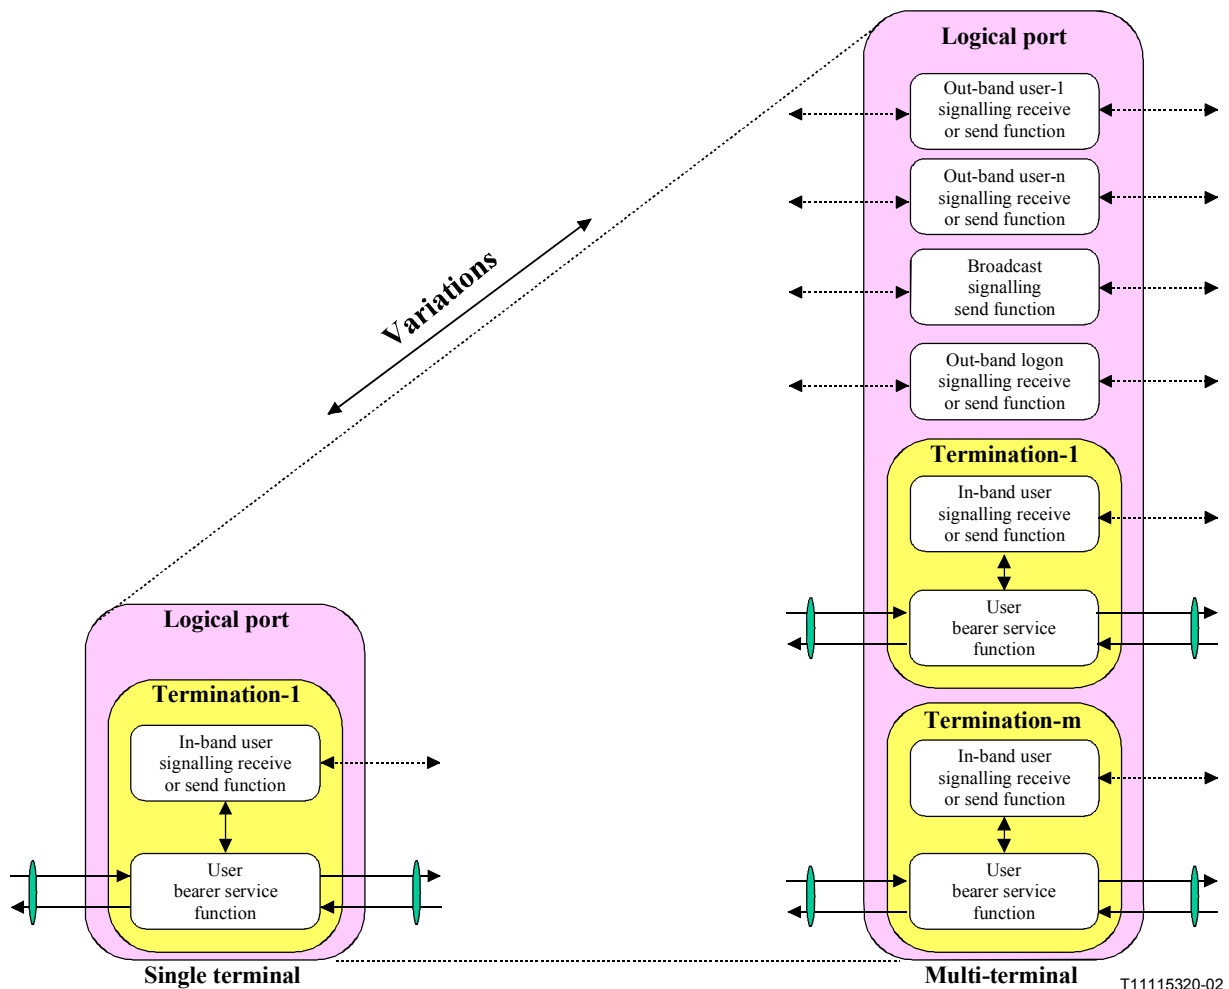 Logical port
Out-band user-1
signalling receive
or send function
Out-band user-n
signalling receive
or send function
Broadcast
signalling
send function
Out-band logon
signalling receive
or send function
Termination-1
In-band user
signalling receive
or send function
User
bearer service
function
Termination-m
In-band user
signalling receive
or send function
User
bearer service
function
Multi-terminal
Variations
Logical port
Termination-1
In-band user
signalling receive
or send function
User
bearer service
function
Single terminal
T11115320-02